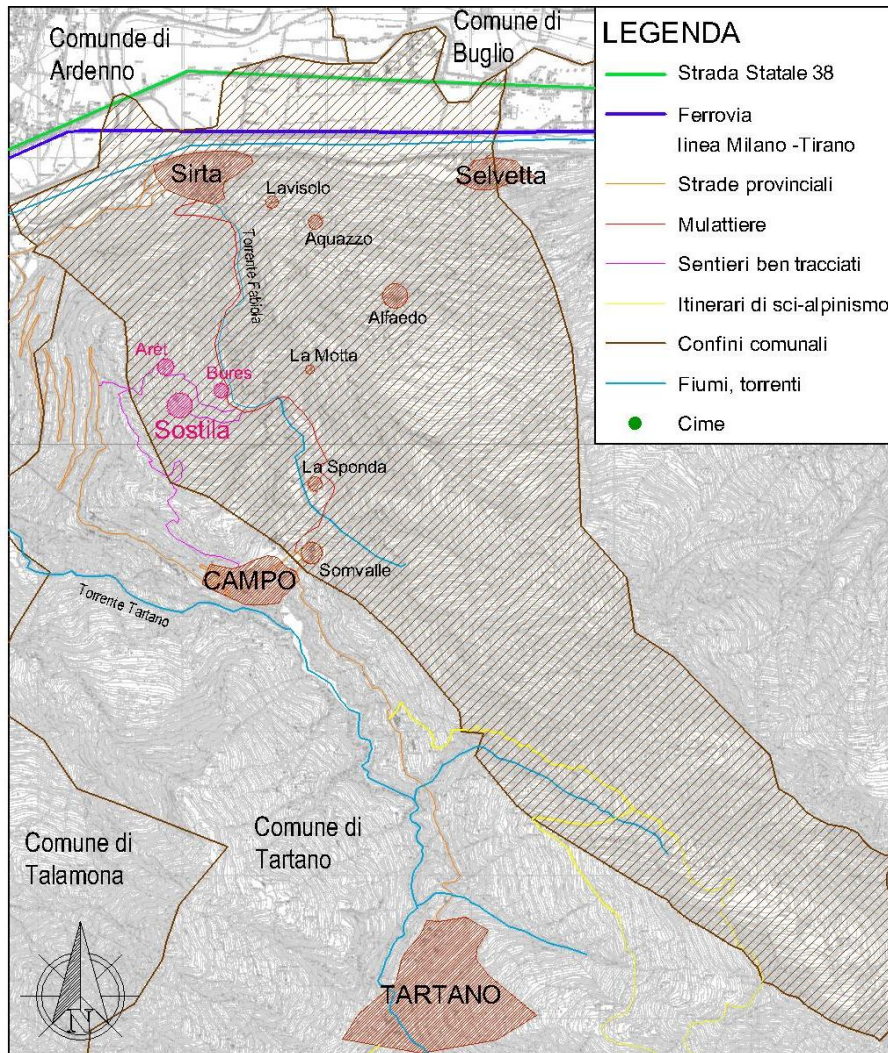 Comunde di
Ardenno
Comune di
Buglio
LEGENDA
Strada Statale 38
Ferrovia
linea Milano -Tirano
Strade provinciali
Mulattiere
Sentieri ben tracciati
Itinerari di sci-alpinismo
Confini comunali
Fiumi, torrenti
Cime
Sirta
Lavisolo
Selvetta
Aquazzo
Torrente Fabiola
Alfaedo
Arét
La Motta
Bures
Sostila
La Sponda
Somvalle
CAMPO
Torrente Tartano
Comune di
Talamona
Comune di
Tartano
N
TARTANO